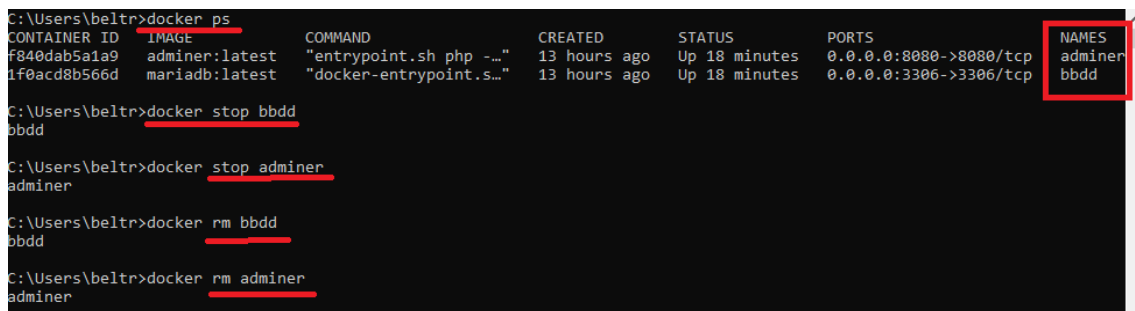 C:\Users\beltr>docker ps
CONTAINER ID   IMAGE            COMMAND                  CREATED        STATUS          PORTS                    NAMES
f840dab5a1a9   adminer:latest   "entrypoint.sh php -…"   13 hours ago   Up 18 minutes   0.0.0.0:8080->8080/tcp   adminer
1f0acd8b566d   mariadb:latest   "docker-entrypoint.s…"   13 hours ago   Up 18 minutes   0.0.0.0:3306->3306/tcp   bbdd
C:\Users\beltr>docker stop bbdd
bbdd
C:\Users\beltr>docker stop adminer
adminer
C:\Users\beltr>docker rm bbdd
bbdd
C:\Users\beltr>docker rm adminer
adminer